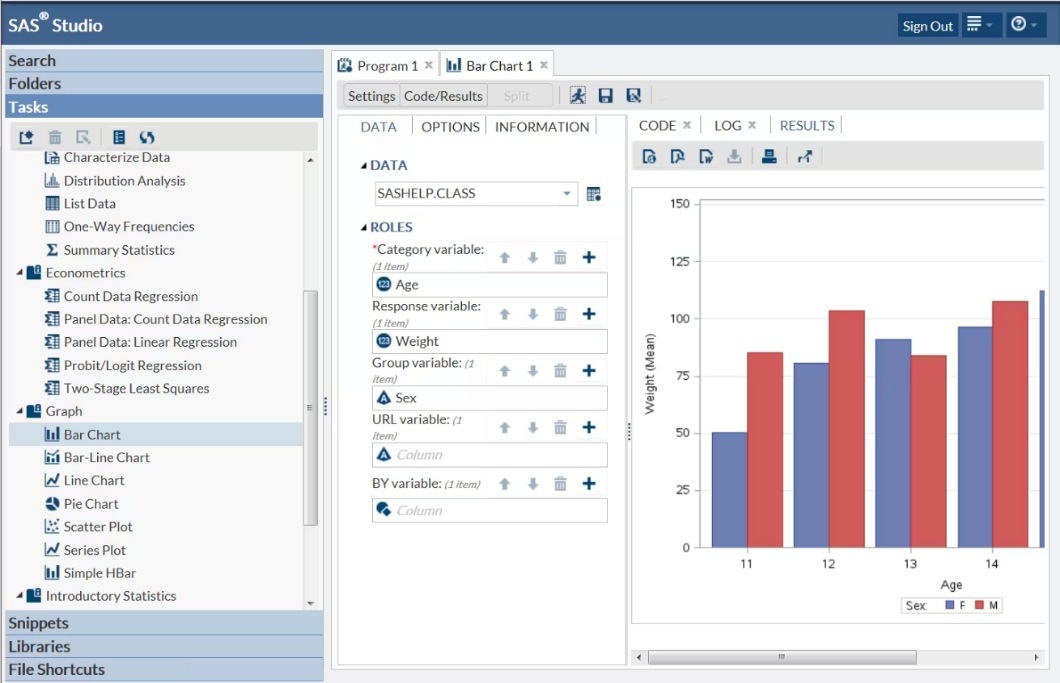 SAS® Studio
Sign Out
Search
Folders
Tasks
Characterize Data
Distribution Analysis
List Data
One-Way Frequencies
Summary Statistics
Econometrics
Count Data Regression
Panel Data: Count Data Regression
Panel Data: Linear Regression
Probit/Logit Regression
Two-Stage Least Squares
Graph
Bar Chart
Bar-Line Chart
Line Chart
Pie Chart
Scatter Plot
Series Plot
Simple HBar
Introductory Statistics
Snippets
Libraries
File Shortcuts
Program 1
Bar Chart 1
Settings Code/Results Split
DATA OPTIONS INFORMATION
DATA
SASHELP.CLASS
ROLES
*Category variable:
(1 item)
123 Age
Response variable:
(1 item)
123 Weight
Group variable: (1
item)
A Sex
URL variable: (1
item)
A Column
BY variable: (1 item)
Column
CODE LOG RESULTS
150
125
100
75
50
25
0
Weight (Mean)
11 12 13 14
Age
Sex: F M